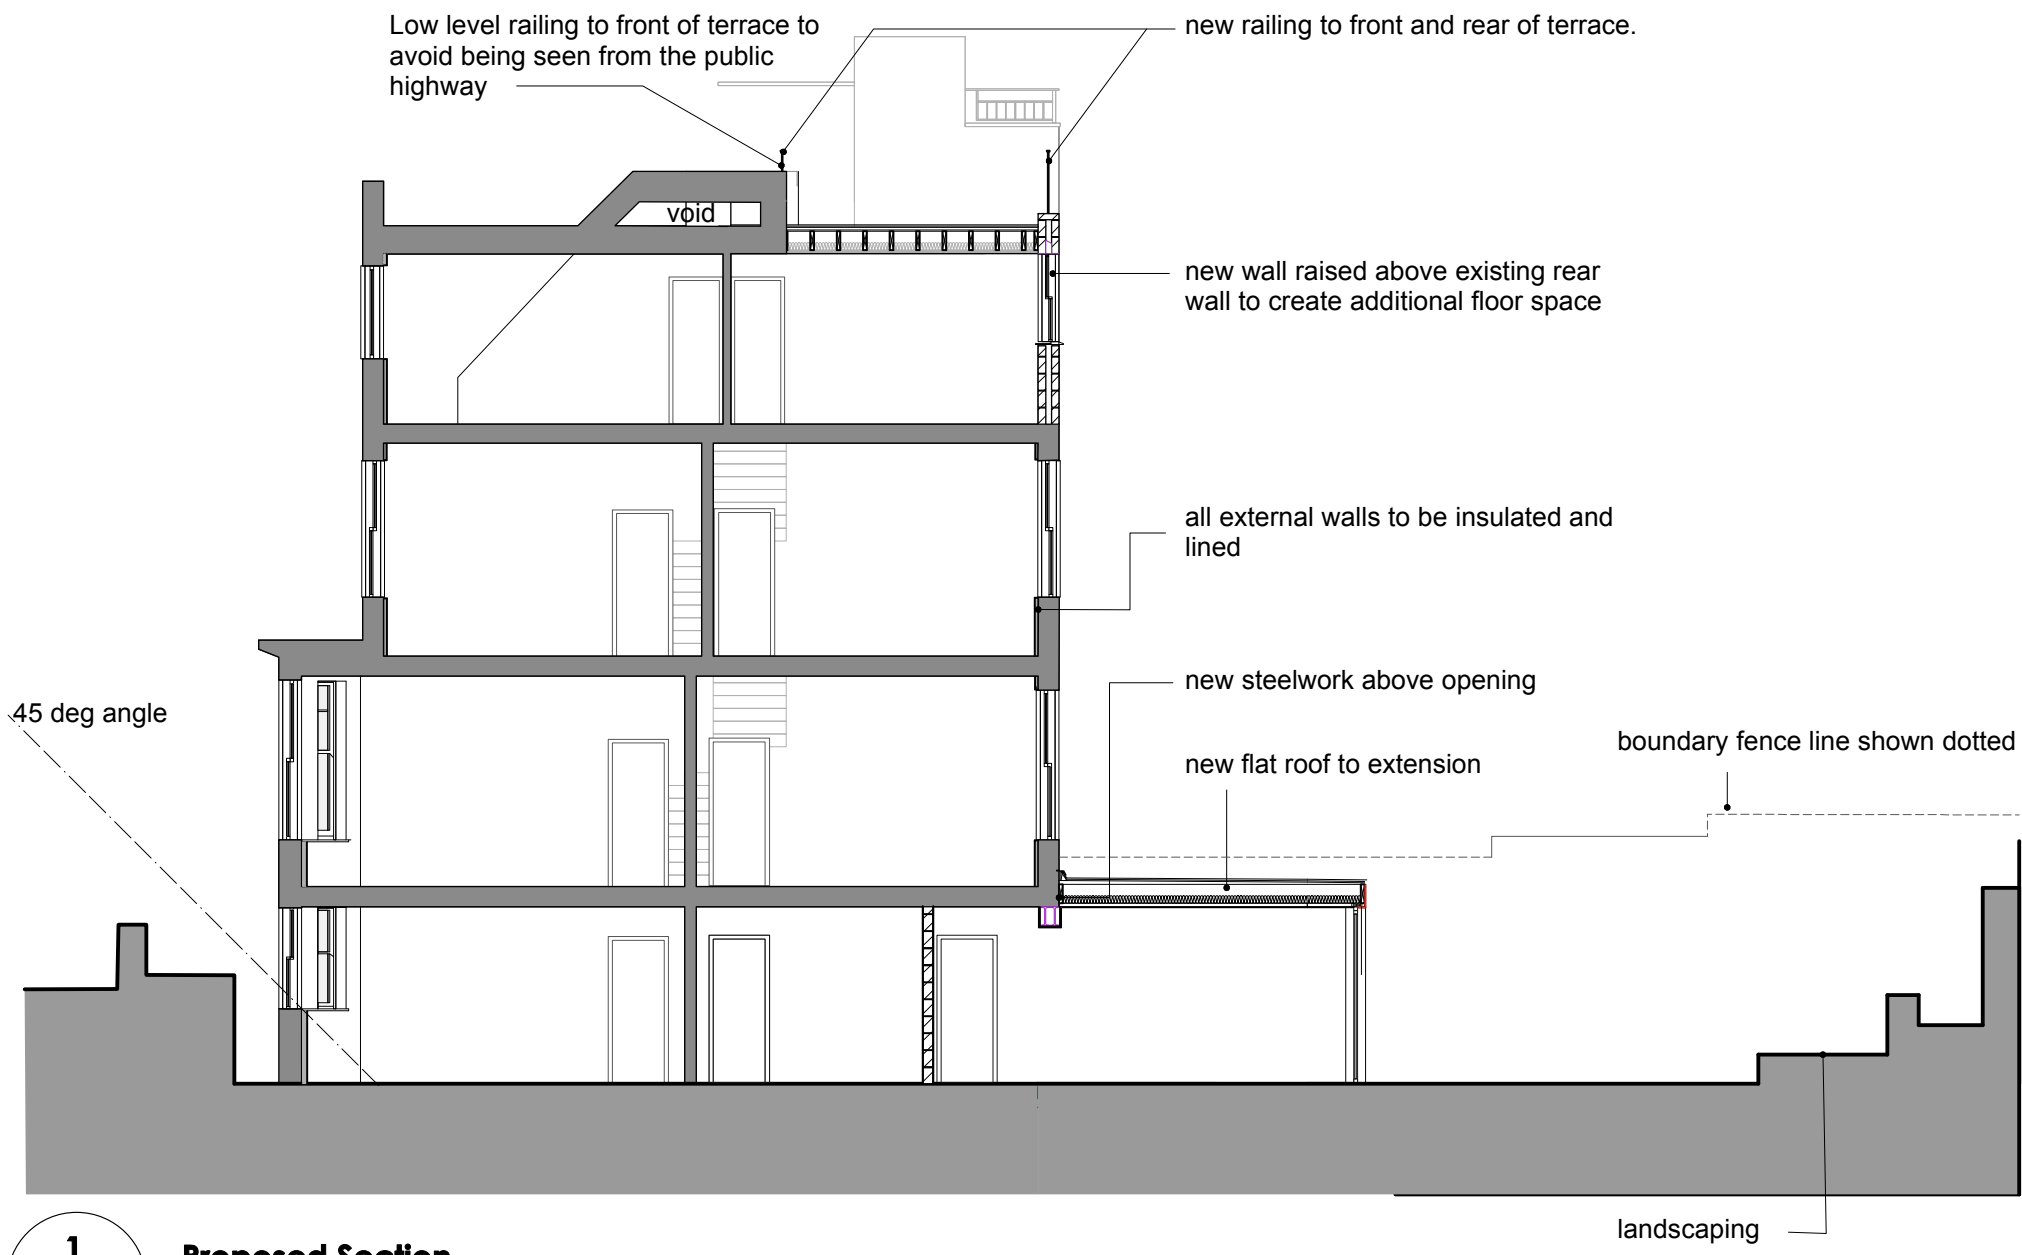 Low level railing to front of terrace to
avoid being seen from the public
highway
new railing to front and rear of terrace.
void
new wall raised above existing rear
wall to create additional floor space
all external walls to be insulated and
lined
new steelwork above opening
45 deg angle
boundary fence line shown dotted
new flat roof to extension
landscaping
1
Proposed Section